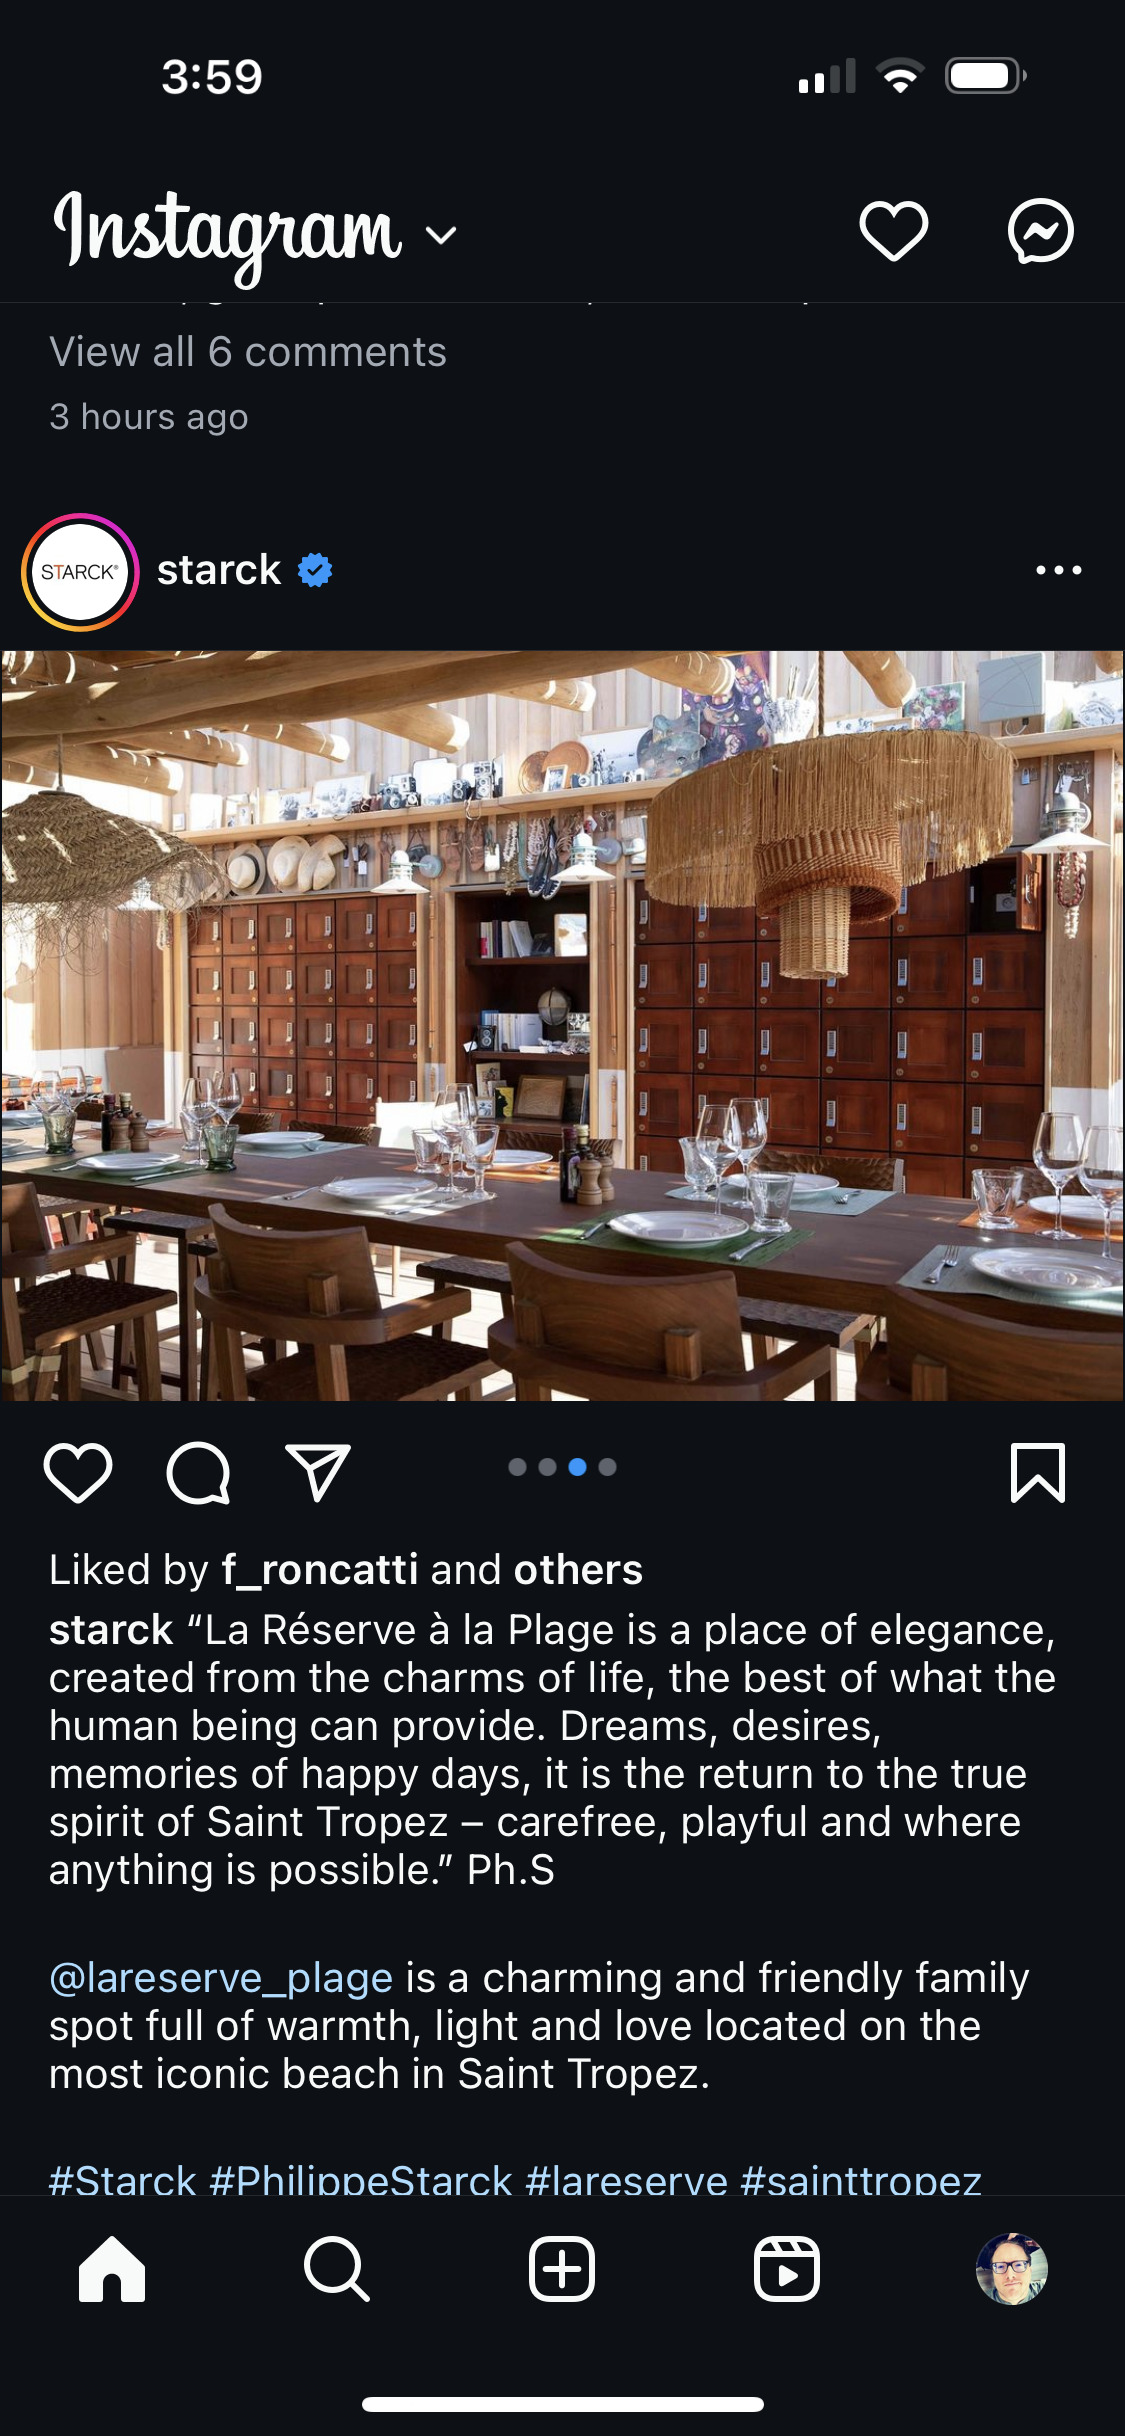 3:59
Instagram
View all 6 comments
3 hours ago
STARCK®
starck
Liked by f_roncatti and others
starck “La Réserve à la Plage is a place of elegance,
created from the charms of life, the best of what the
human being can provide. Dreams, desires,
memories of happy days, it is the return to the true
spirit of Saint Tropez – carefree, playful and where
anything is possible.” Ph.S
@lareserve_plage is a charming and friendly family
spot full of warmth, light and love located on the
most iconic beach in Saint Tropez.
#Starck #PhilippeStarck #lareserve #sainttropez